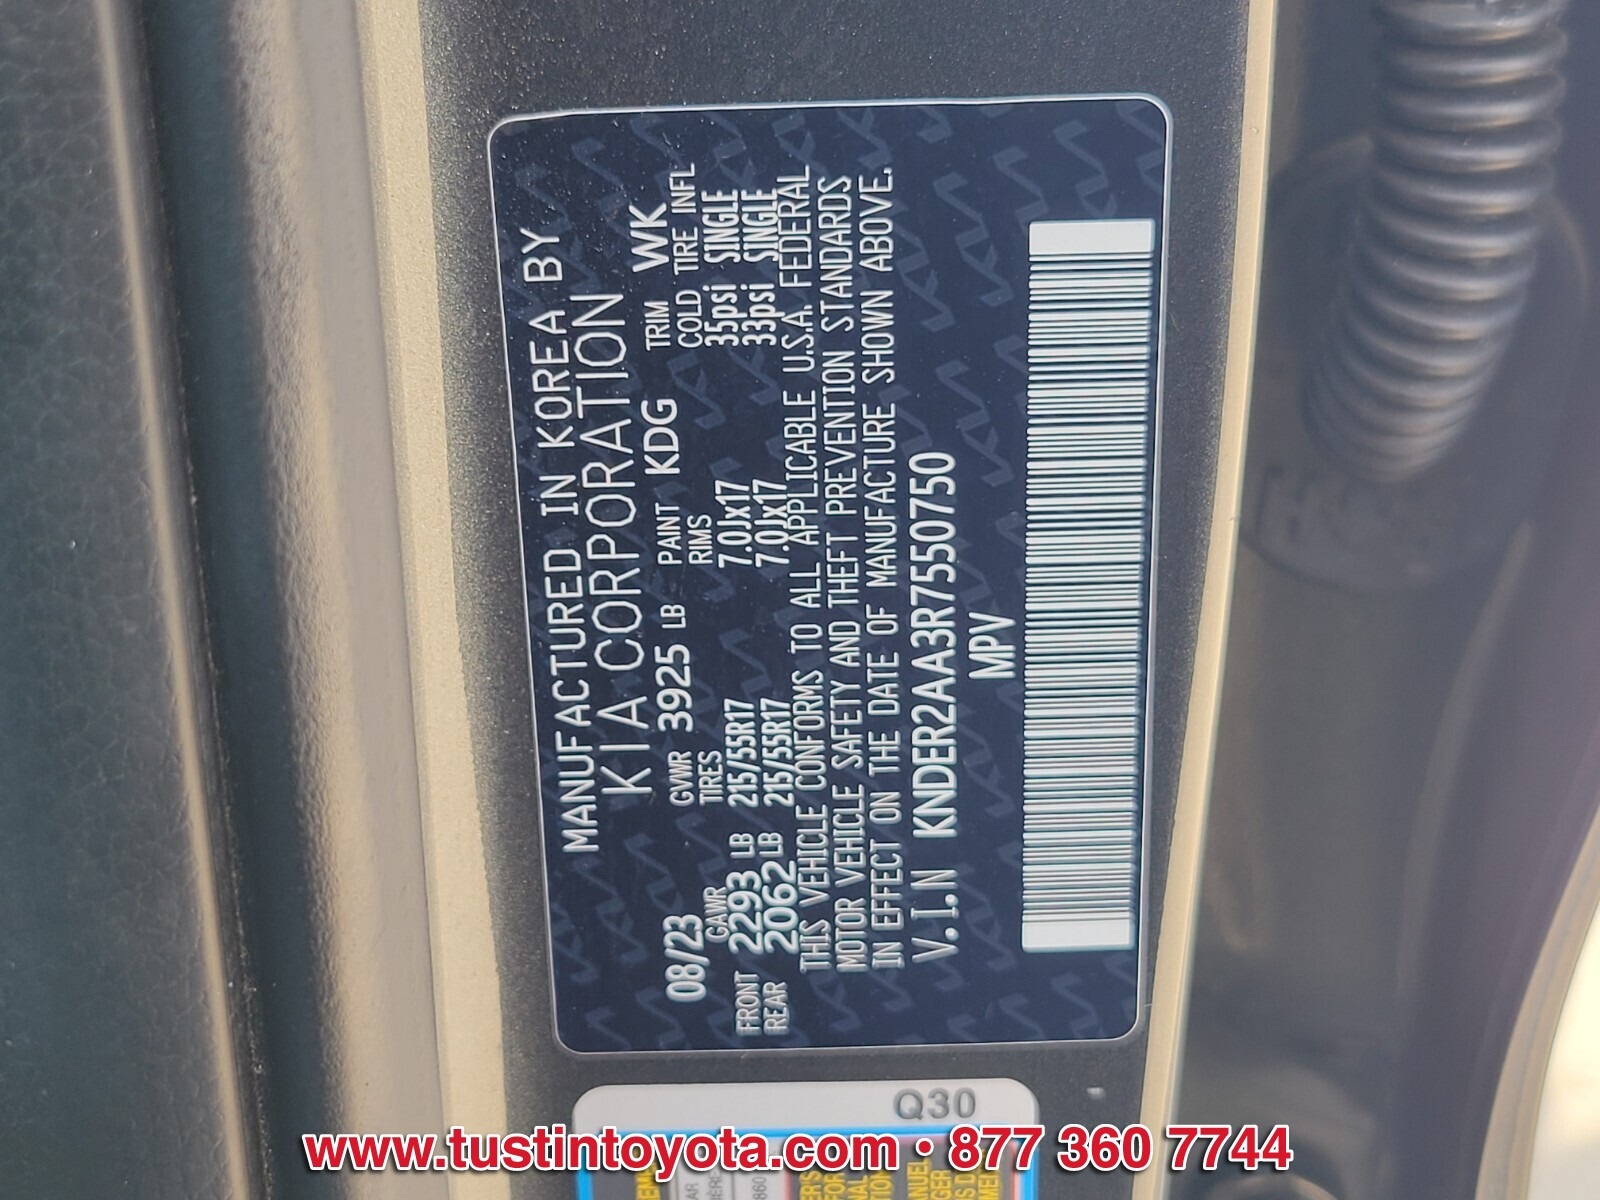 MANUFACTURED IN KOREA BY
KIA CORPORATION
08/23 GVWR 3925 LB PAINT KDG TRIM WK
GAWR TIRES RIMS COLD TIRE INFL
FRONT 2293 LB 215/55R17 7.0Jx17 35psi SINGLE
REAR 2062 LB 215/55R17 7.0Jx17 33psi SINGLE
THIS VEHICLE CONFORMS TO ALL APPLICABLE U.S.A. FEDERAL
MOTOR VEHICLE SAFETY AND THEFT PREVENTION STANDARDS
IN EFFECT ON THE DATE OF MANUFACTURE SHOWN ABOVE.
V.I.N KNDER2AA3R7550750
MPV
Q30
www.tustintoyota.com • 877 360 7744